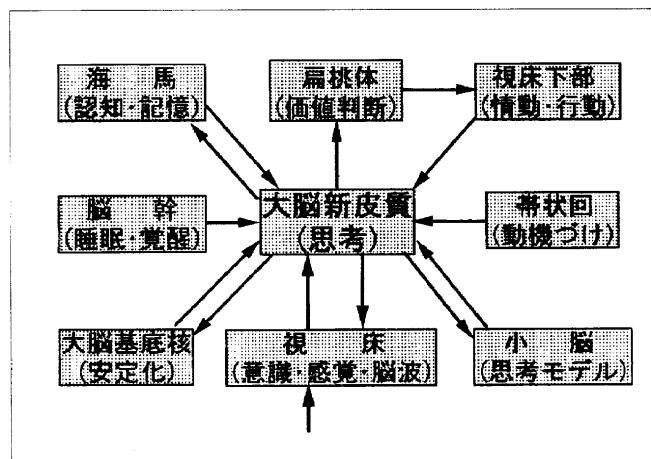 海　馬
(認知・記憶)
扁桃体
(価値判断)
視床下部
(情動・行動)
脳　幹
(睡眠・覚醒)
大脳新皮質
(思考)
帯状回
(動機づけ)
大脳基底核
(安定化)
視　床
(意識・感覚・脳波)
小　脳
(思考モデル)